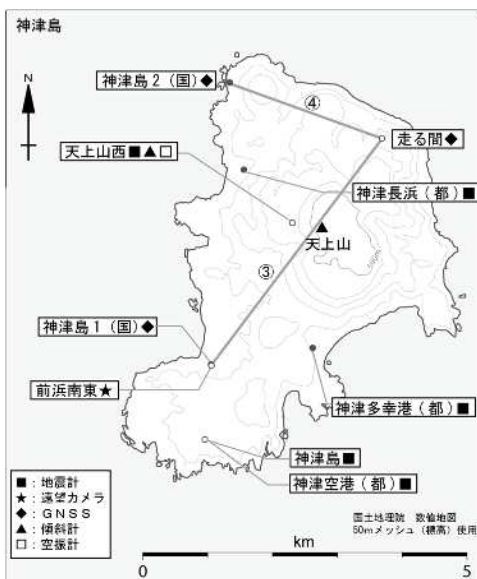 神津島
N
神津島２（国）◆
④
走る間◆
天上山西■▲□
神津長浜（都）■
天上山
③
神津島１（国）◆
前浜南東★
神津多幸港（都）■
神津島■
神津空港（都）■
■：地震計
★：遠望カメラ
◆：ＧＮＳＳ
▲：傾斜計
□：空振計
国土地理院 数値地図
50mメッシュ（標高）使用
km
0 5